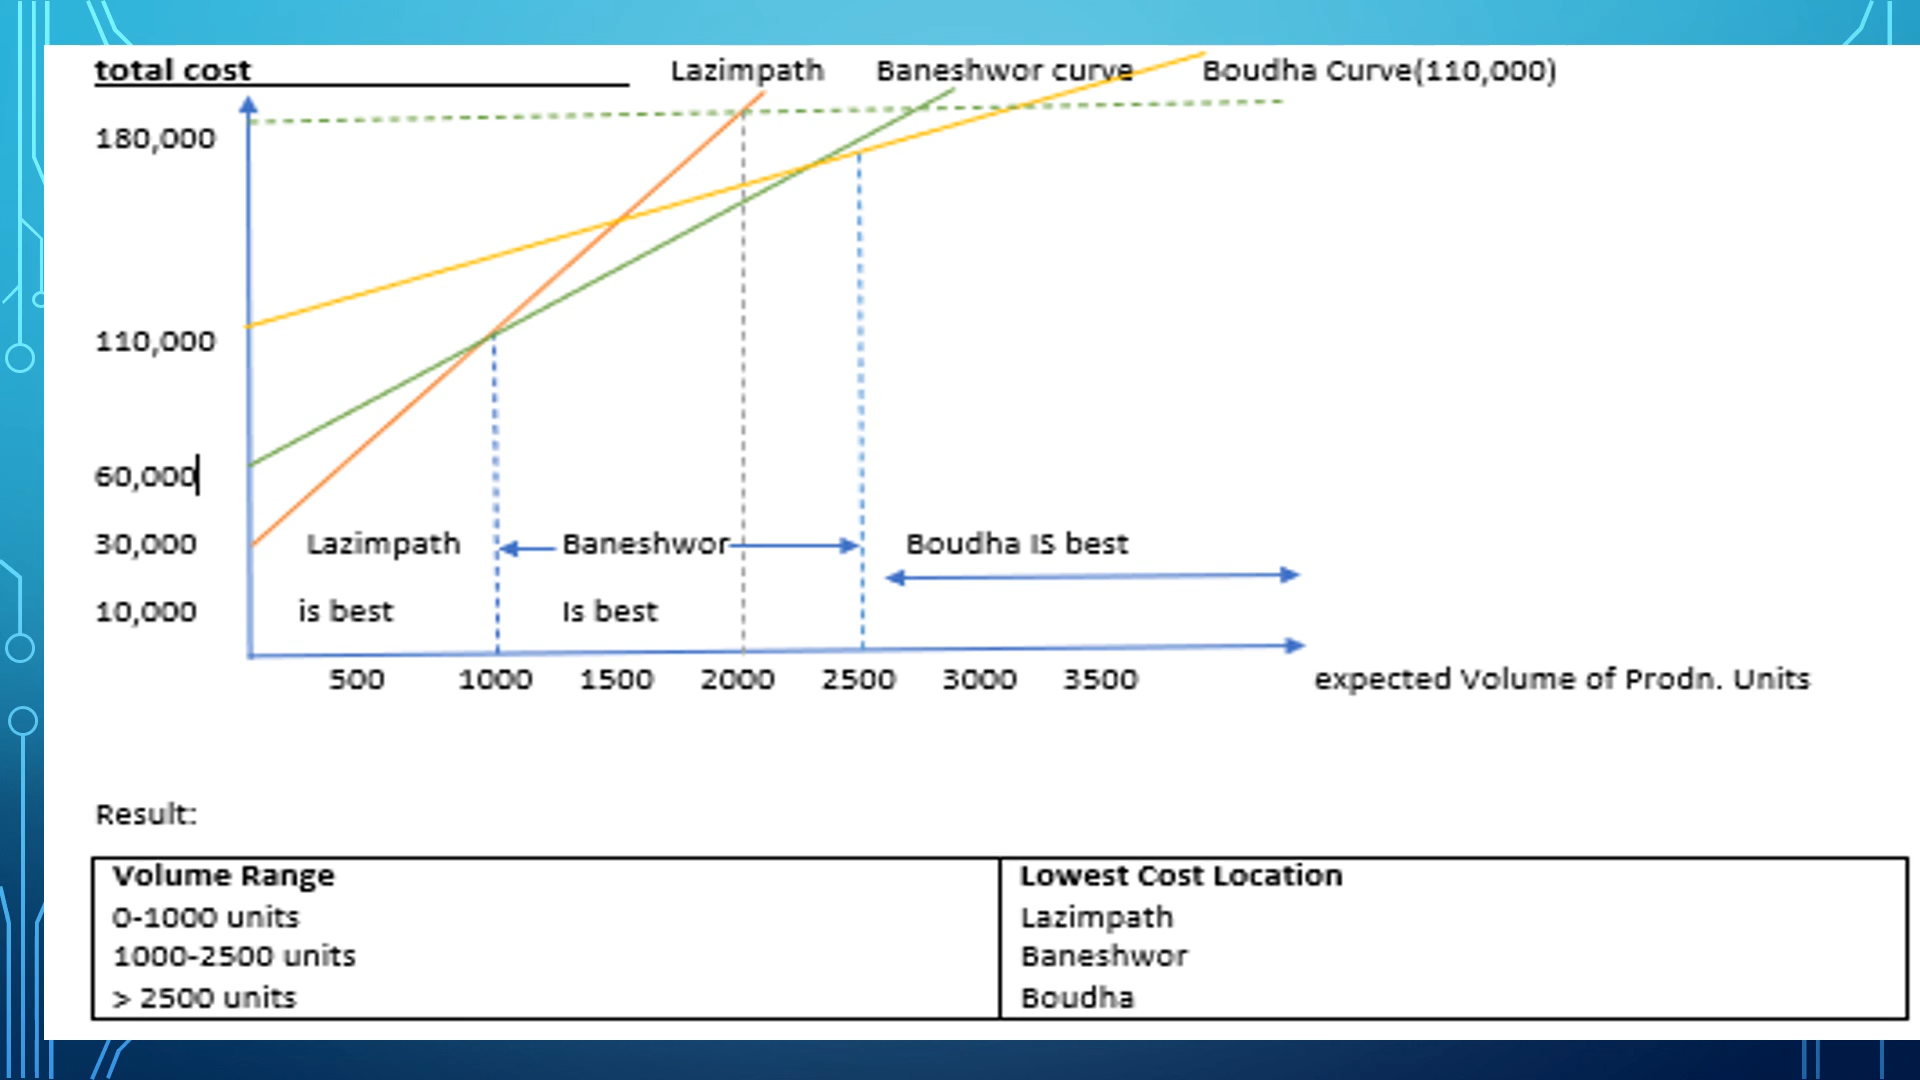 total cost Lazimpath Baneshwor curve Boudha Curve(110,000)
180,000
110,000
60,000
30,000 Lazimpath Baneshwor Boudha IS best
10,000 is best Is best
500 1000 1500 2000 2500 3000 3500 expected Volume of Prodn. Units
Result:
Volume Range Lowest Cost Location
0-1000 units Lazimpath
1000-2500 units Baneshwor
> 2500 units Boudha